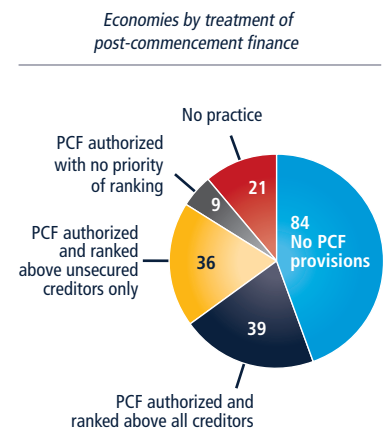 Economies by treatment of
post-commencement finance
No practice
21
PCF authorized
with no priority
of ranking
9
84
No PCF
provisions
PCF authorized
and ranked
above unsecured
creditors only
36
39
PCF authorized and
ranked above all creditors